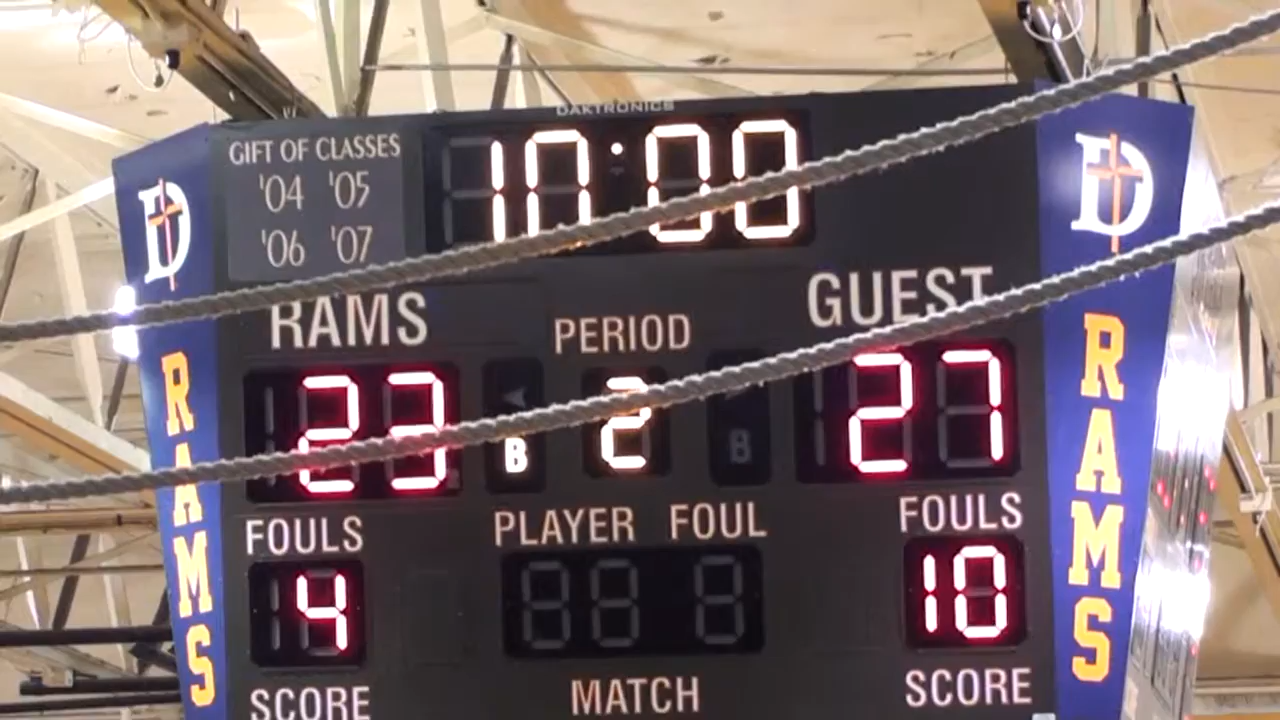 DAKTRONICS
GIFT OF CLASSES
'04 '05
'06 '07
10:00
D
D
RAMS
PERIOD
GUEST
23
B
2
B
27
FOULS
PLAYER FOUL
FOULS
4
10
SCORE
MATCH
SCORE
RAMS
RAMS